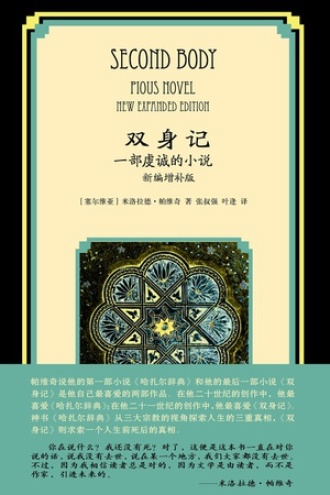 SECOND BODY
PIOUS NOVEL
NEW EXPANDED EDITION
双身记
一部虔诚的小说
新编增补版
[塞尔维亚] 米洛拉德·帕维奇 著 张叔强 叶逢 译
帕维奇说他的第一部小说《哈扎尔辞典》和他的最后一部小说《双
身记》是他自己最喜爱的两部作品。在他二十世纪的创作中,他最
喜爱《哈扎尔辞典》;在他二十一世纪的创作中,他最喜爱《双身记》。
神书《哈扎尔辞典》从三大宗教的视角探索人生的三重真相,《双身
记》则求索一个人生前死后的真相。
你在说什么?我还没有死?对了,这便是这本书一直在对你
说的话,说我没有去世,说在某一个地方,我们大家都没有去世。
不过,因为我相信读者总是对的,因为文学是由读者,而不是
作家,引进未来的。
——米洛拉德·帕维奇